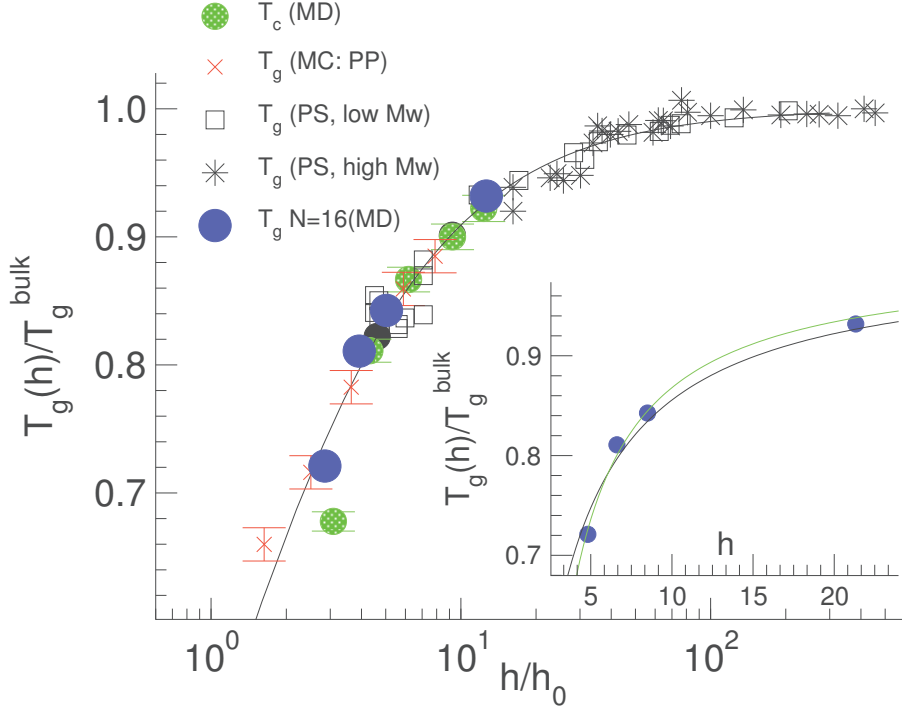 T_c (MD)
T_g (MC: PP)
T_g (PS, low Mw)
T_g (PS, high Mw)
T_g N=16(MD)
1.0
0.9
0.8
0.7
T_g(h)/T_g^bulk
10^0
10^1
10^2
h/h_0
0.9
0.8
0.7
T_g(h)/T_g^bulk
h
5
10
15
20